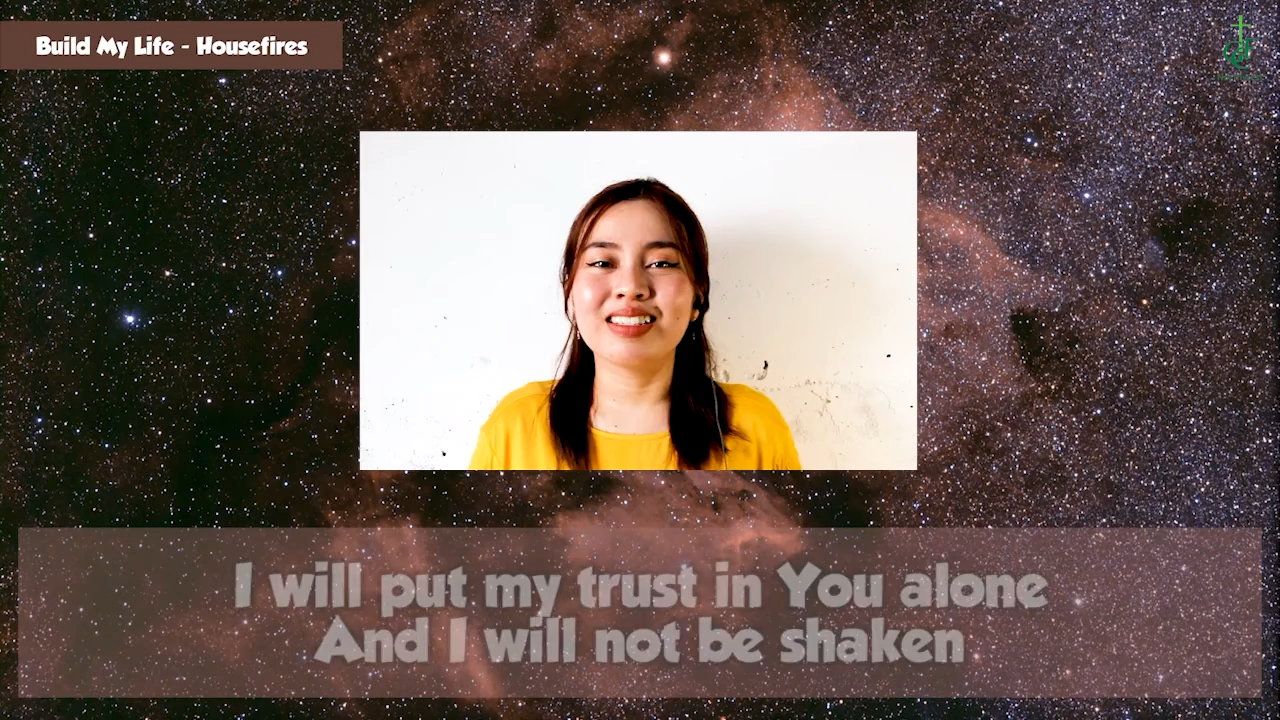 Build My Life - Housefires
I will put my trust in You alone
And I will not be shaken